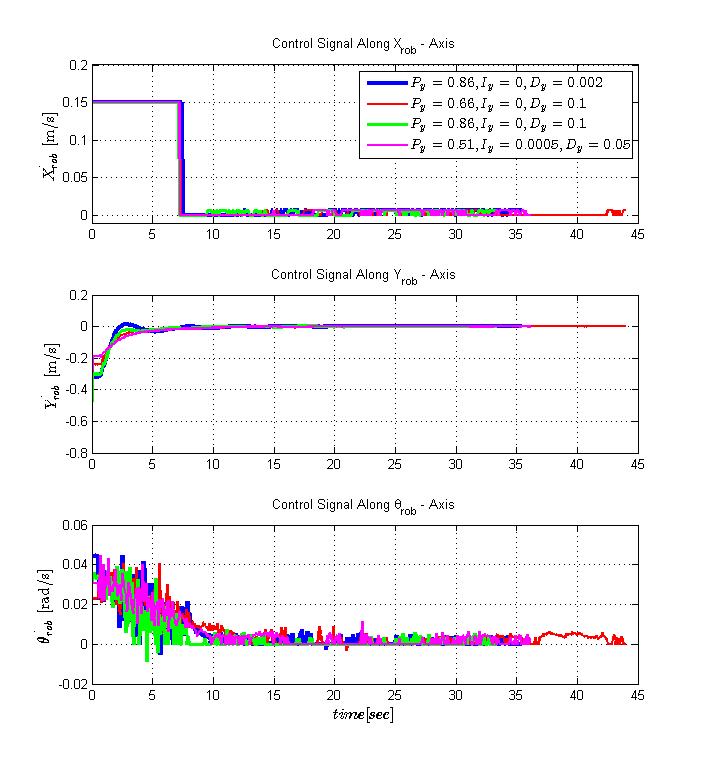 Control Signal Along X_rob - Axis
0.2
0.15
0.1
0.05
0
Ẋ_rob [m/s]
P_y = 0.86, I_y = 0, D_y = 0.002
P_y = 0.66, I_y = 0, D_y = 0.1
P_y = 0.86, I_y = 0, D_y = 0.1
P_y = 0.51, I_y = 0.0005, D_y = 0.05
0 5 10 15 20 25 30 35 40 45
Control Signal Along Y_rob - Axis
0.2
0
-0.2
-0.4
-0.6
-0.8
Ẏ_rob [m/s]
0 5 10 15 20 25 30 35 40 45
Control Signal Along θ_rob - Axis
0.06
0.04
0.02
0
-0.02
θ̇_rob [rad/s]
0 5 10 15 20 25 30 35 40 45
time[sec]